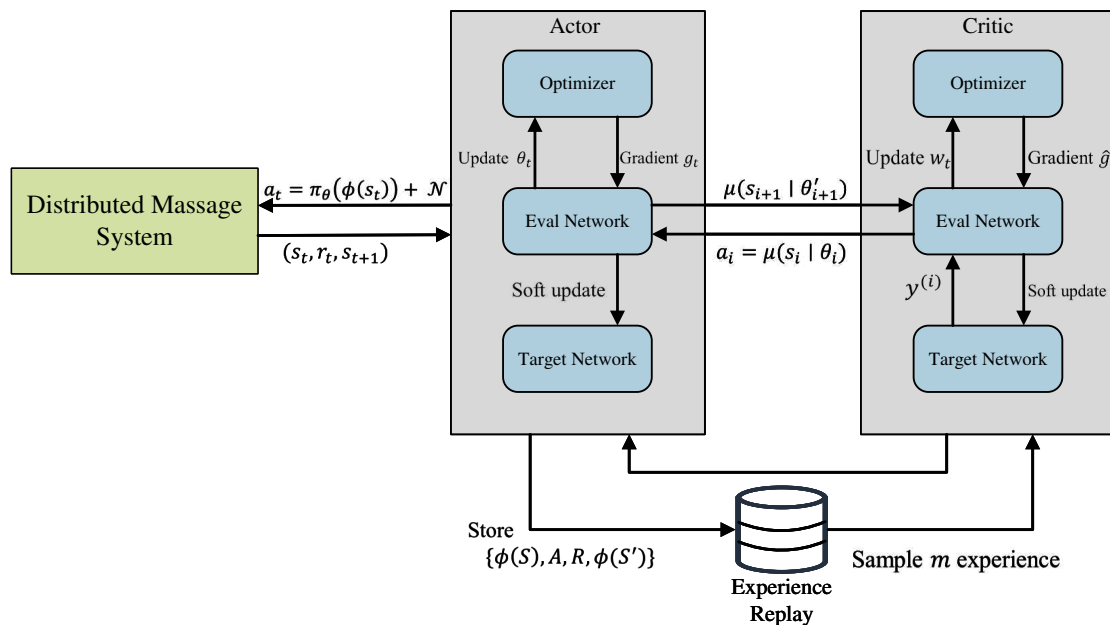 Actor
Critic
Optimizer
Optimizer
Update θ_t
Gradient g_t
Update w_t
Gradient ĝ
Distributed Massage
System
a_t = π_θ(ϕ(s_t)) + 𝒩
(s_t, r_t, s_{t+1})
Eval Network
μ(s_{i+1} | θ′_{i+1})
a_i = μ(s_i | θ_i)
Eval Network
Soft update
y^{(i)}
Soft update
Target Network
Target Network
Store
{ϕ(S), A, R, ϕ(S′)}
Sample m experience
Experience
Replay